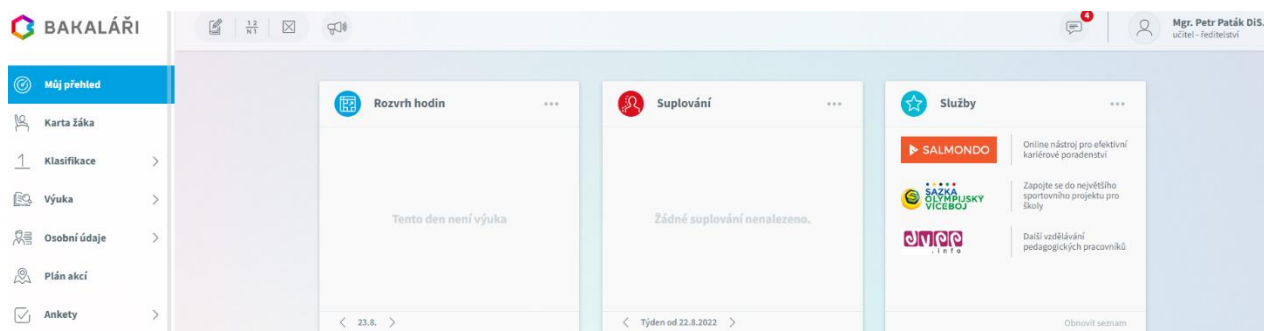 BAKALÁŘI
12
NT
4
Mgr. Petr Paták DiS.
učitel - ředitelství
Můj přehled
Karta žáka
Klasifikace
Výuka
Osobní údaje
Plán akcí
Ankety
Rozvrh hodin
Tento den není výuka
23.8.
Suplování
Žádné suplování nenalezeno.
Týden od 22.8.2022
Služby
SALMONDO
Online nástroj pro efektivní
kariérové poradenství
SAZKA
OLYMPIJSKÝ
VÍCEBOJ
Zapojte se do největšího
sportovního projektu pro
školy
.info
Další vzdělávání
pedagogických pracovníků
Obnovit seznam